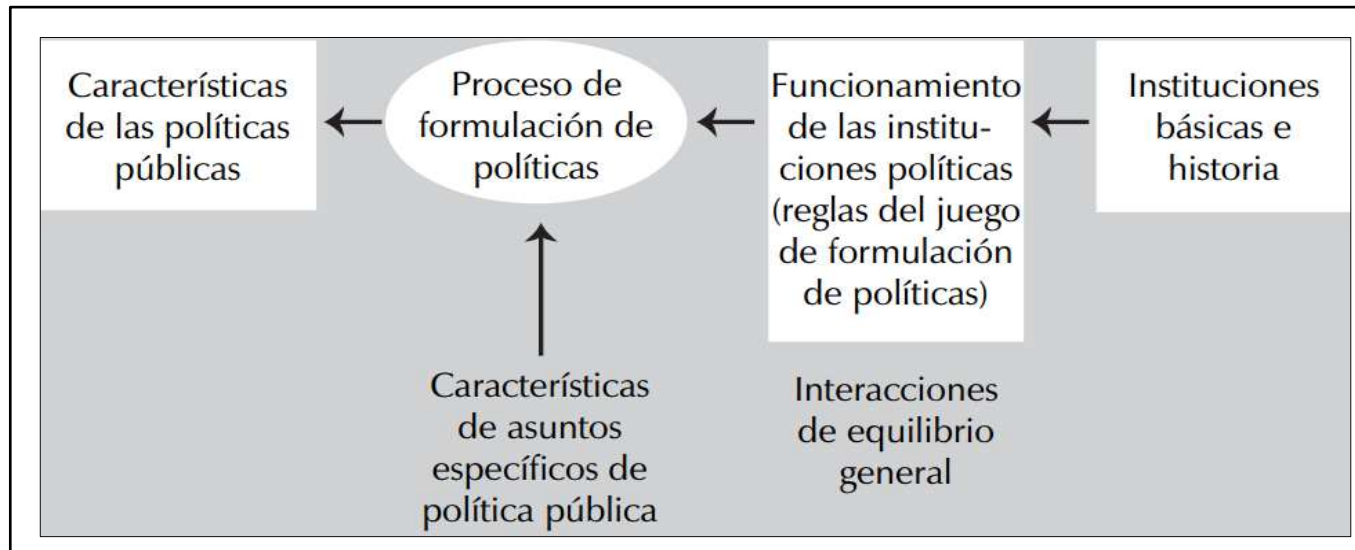 Características
de las políticas
públicas
Proceso de
formulación de
políticas
Funcionamiento
de las institu-
ciones políticas
(reglas del juego
de formulación
de políticas)
Instituciones
básicas e
historia
Características
de asuntos
específicos de
política pública
Interacciones
de equilibrio
general